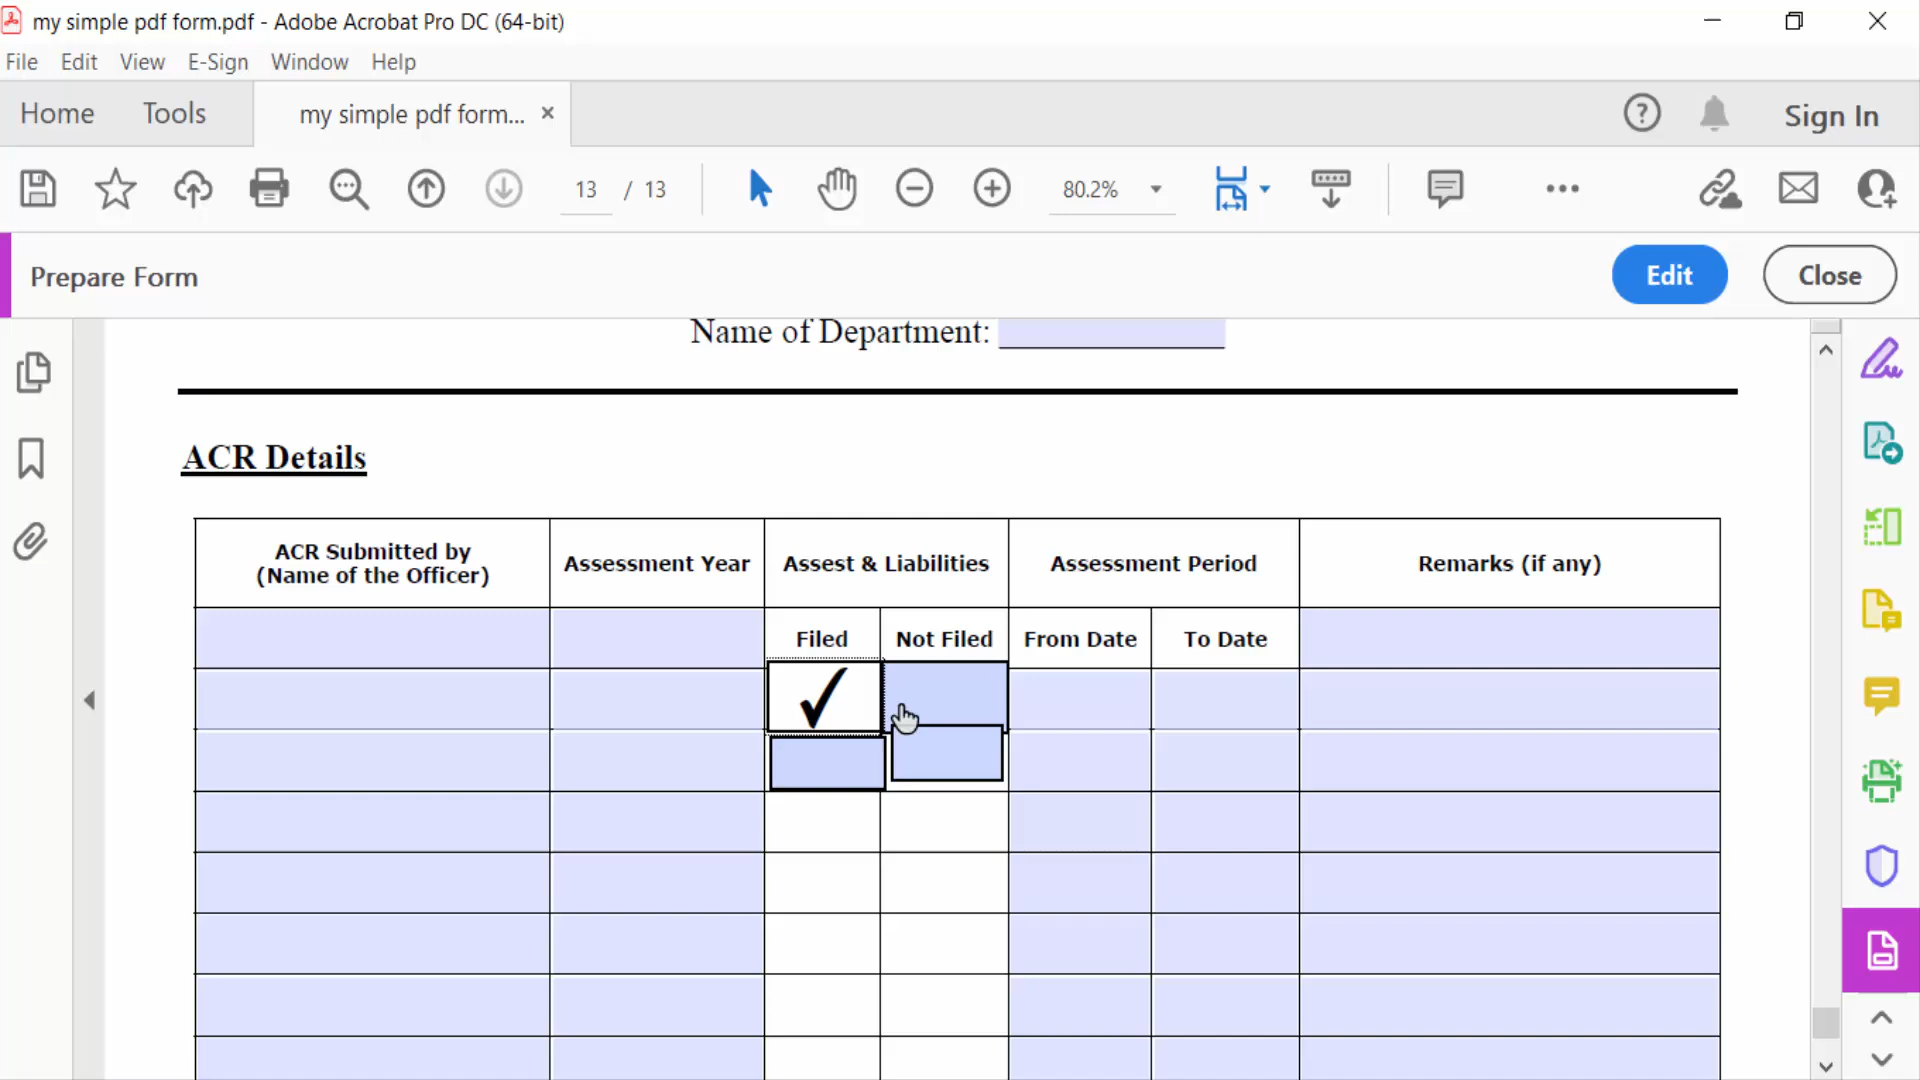 my simple pdf form.pdf - Adobe Acrobat Pro DC (64-bit)
File Edit View E-Sign Window Help
Home Tools my simple pdf form... × Sign In
13 / 13 80.2%
Prepare Form Edit Close
Name of Department:
ACR Details
ACR Submitted by
(Name of the Officer) Assessment Year Assest & Liabilities Assessment Period Remarks (if any)
Filed Not Filed From Date To Date